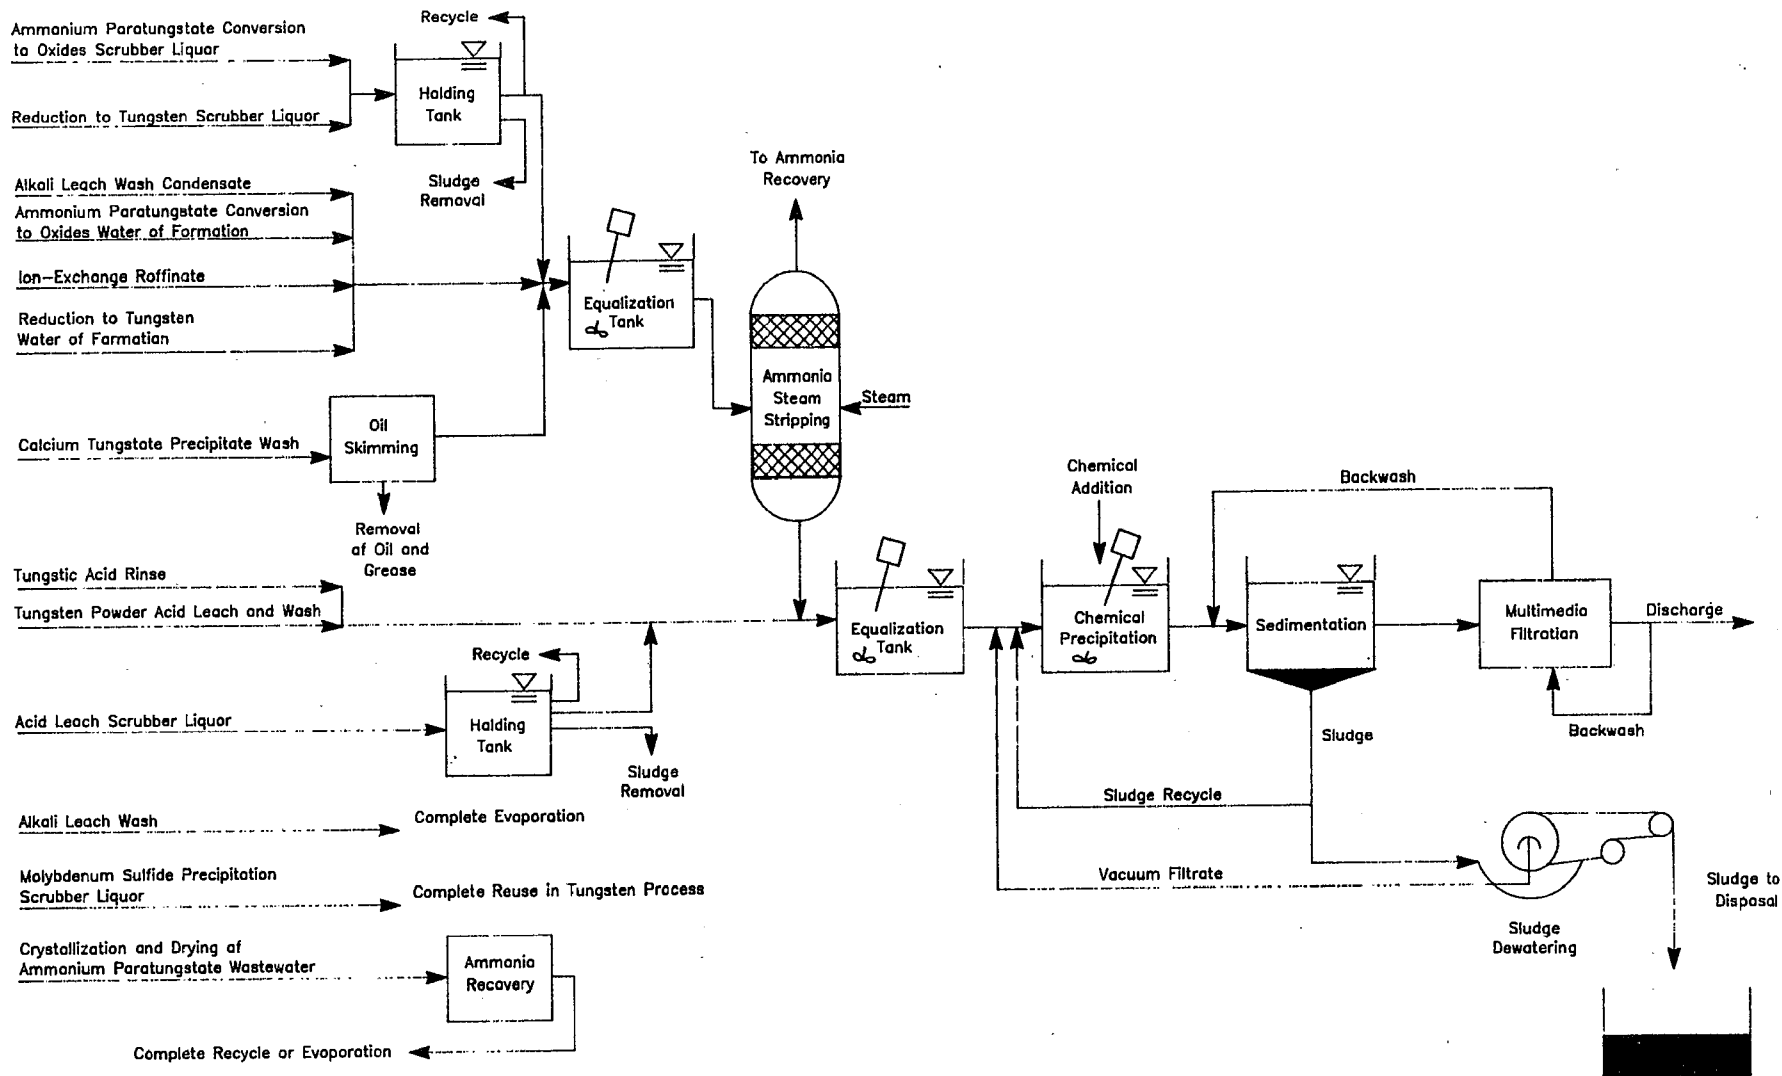 Recycle
Ammonium Paratungstate Conversion
to Oxides Scrubber Liquor
Holding
Tank
Reduction to Tungsten Scrubber Liquor
To Ammonia
Recovery
Alkali Leach Wash Condensate
Sludge
Removal
Ammonium Paratungstate Conversion
to Oxides Water of Formation
Ion-Exchange Raffinate
Equalization
Tank
Reduction to Tungsten
Water of Formation
Ammonia
Steam
Stripping
Steam
Oil
Skimming
Calcium Tungstate Precipitate Wash
Chemical
Addition
Backwash
Removal
of Oil and
Grease
Tungstic Acid Rinse
Tungsten Powder Acid Leach and Wash
Equalization
Tank
Chemical
Precipitation
Sedimentation
Multimedia
Filtration
Discharge
Recycle
Acid Leach Scrubber Liquor
Holding
Tank
Sludge
Backwash
Sludge
Removal
Sludge Recycle
Alkali Leach Wash
Complete Evaporation
Molybdenum Sulfide Precipitation
Scrubber Liquor
Complete Reuse in Tungsten Process
Vacuum Filtrate
Sludge to
Disposal
Sludge
Dewatering
Crystallization and Drying of
Ammonium Paratungstate Wastewater
Ammonia
Recovery
Complete Recycle or Evaporation